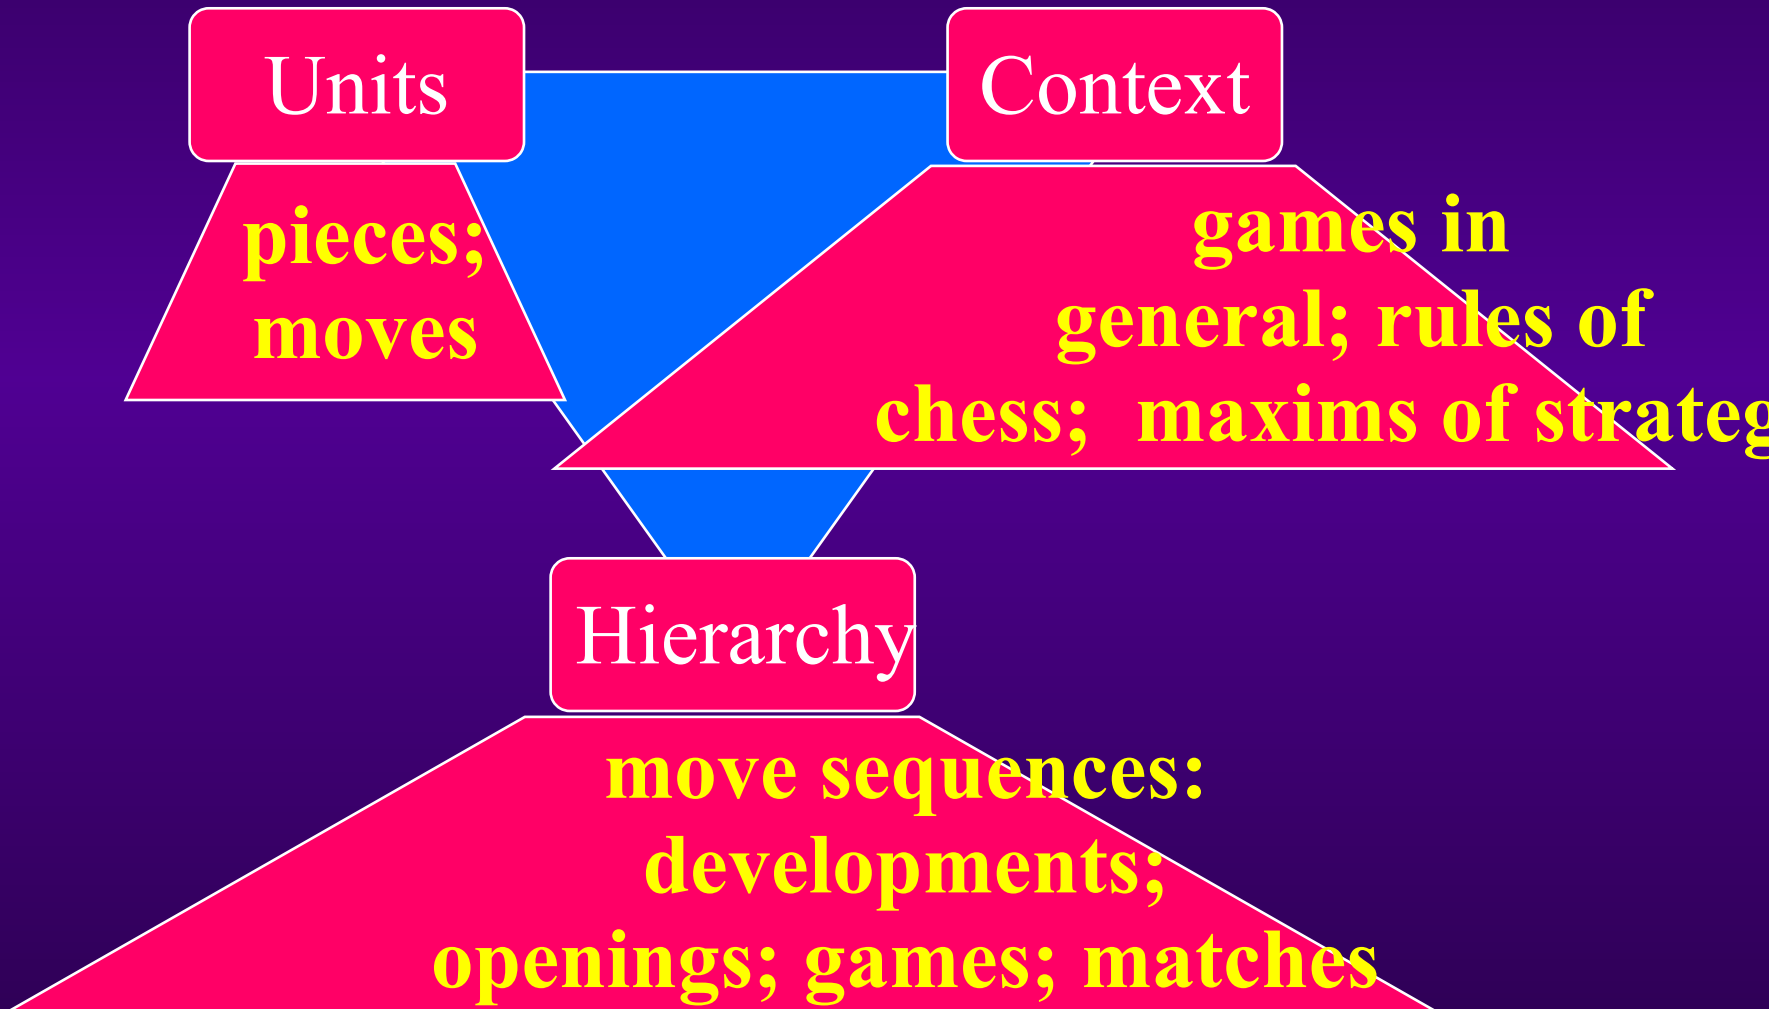 Units
pieces;
moves
Context
games in
general; rules of
chess; maxims of strateg
Hierarchy
move sequences:
developments;
openings; games; matches